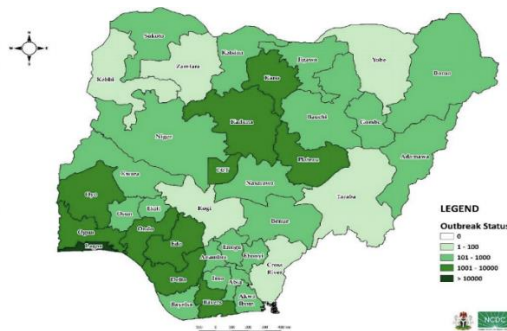 Sokoto
Katsina
Jigawa
Yobe
Borno
Zamfara
Kebbi
Kano
Kaduna
Bauchi
Gombe
Niger
Plateau
Adamawa
FCT
Kwara
Nasarawa
Oyo
Taraba
Kogi
Osun
Ekiti
Benue
Ogun
Ondo
Edo
Lagos
Enugu
Ebonyi
Anambra
Cross
River
Delta
Imo
Abia
Akwa
Ibom
Bayelsa
Rivers
LEGEND
Outbreak Status
0
1 - 100
101 - 1000
1001 - 10000
> 10000
NCDC